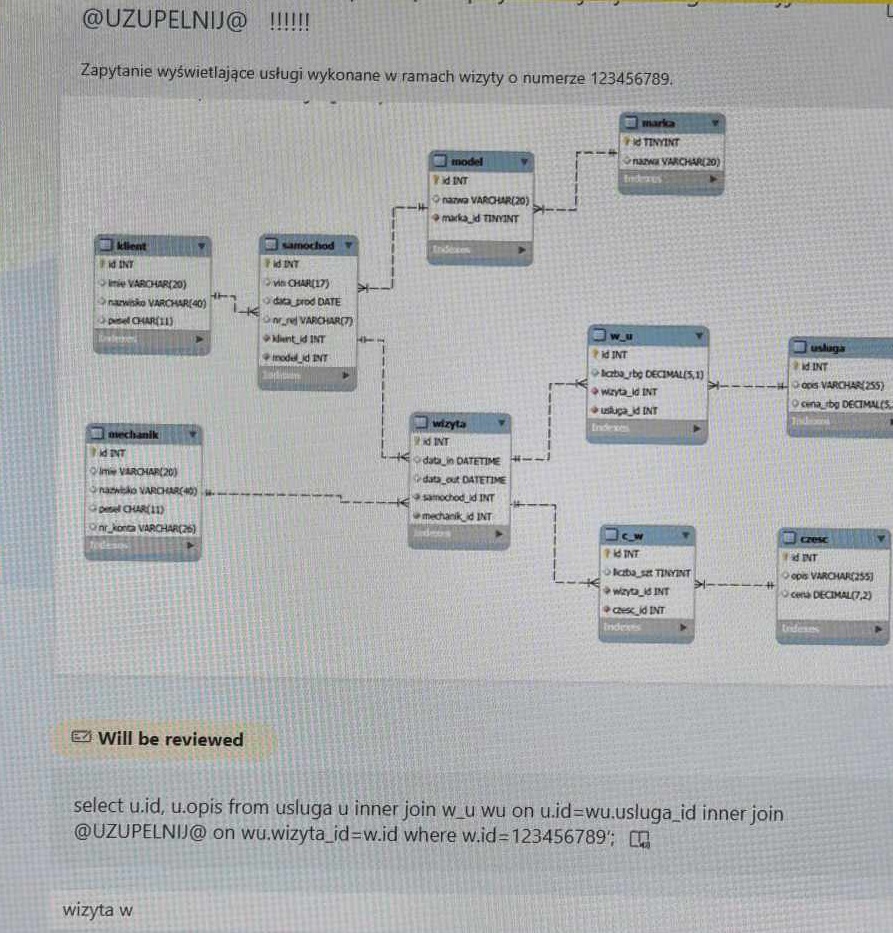 @UZUPELNIJ@ !!!!!!
Zapytanie wyświetlające usługi wykonane w ramach wizyty o numerze 123456789.
marka
id TINYINT
nazwa VARCHAR(20)
Indexes
model
id INT
nazwa VARCHAR(20)
marka_id TINYINT
Indexes
klient
id INT
imie VARCHAR(20)
nazwisko VARCHAR(40)
pesel CHAR(11)
Indexes
samochod
id INT
vin CHAR(17)
data_prod DATE
nr_rej VARCHAR(7)
klient_id INT
model_id INT
Indexes
w_u
id INT
liczba_rbg DECIMAL(5,1)
wizyta_id INT
usluga_id INT
Indexes
usluga
id INT
opis VARCHAR(255)
cena_rbg DECIMAL(5,
Indexes
mechanik
id INT
imie VARCHAR(20)
nazwisko VARCHAR(40)
pesel CHAR(11)
nr_konta VARCHAR(26)
Indexes
wizyta
id INT
data_in DATETIME
data_out DATETIME
samochod_id INT
mechanik_id INT
Indexes
c_w
id INT
liczba_szt TINYINT
wizyta_id INT
czesc_id INT
Indexes
czesc
id INT
opis VARCHAR(255)
cena DECIMAL(7,2)
Indexes
Will be reviewed
select u.id, u.opis from usluga u inner join w_u wu on u.id=wu.usluga_id inner join
@UZUPELNIJ@ on wu.wizyta_id=w.id where w.id=123456789';
wizyta w